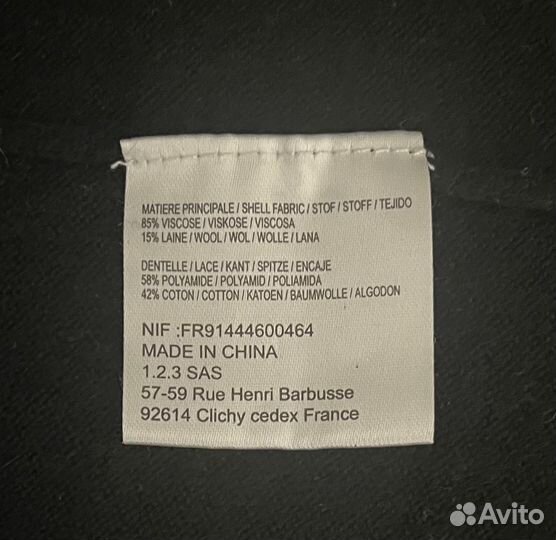 MATIERE PRINCIPALE / SHELL FABRIC / STOF / STOFF / TEJIDO
85% VISCOSE / VISKOSE / VISCOSA
15% LAINE / WOOL / WOL / WOLLE / LANA
DENTELLE / LACE / KANT / SPITZE / ENCAJE
58% POLYAMIDE / POLYAMID / POLIAMIDA
42% COTON / COTTON / KATOEN / BAUMWOLLE / ALGODON
NIF :FR91444600464
MADE IN CHINA
1.2.3 SAS
57-59 Rue Henri Barbusse
92614 Clichy cedex France
Avito